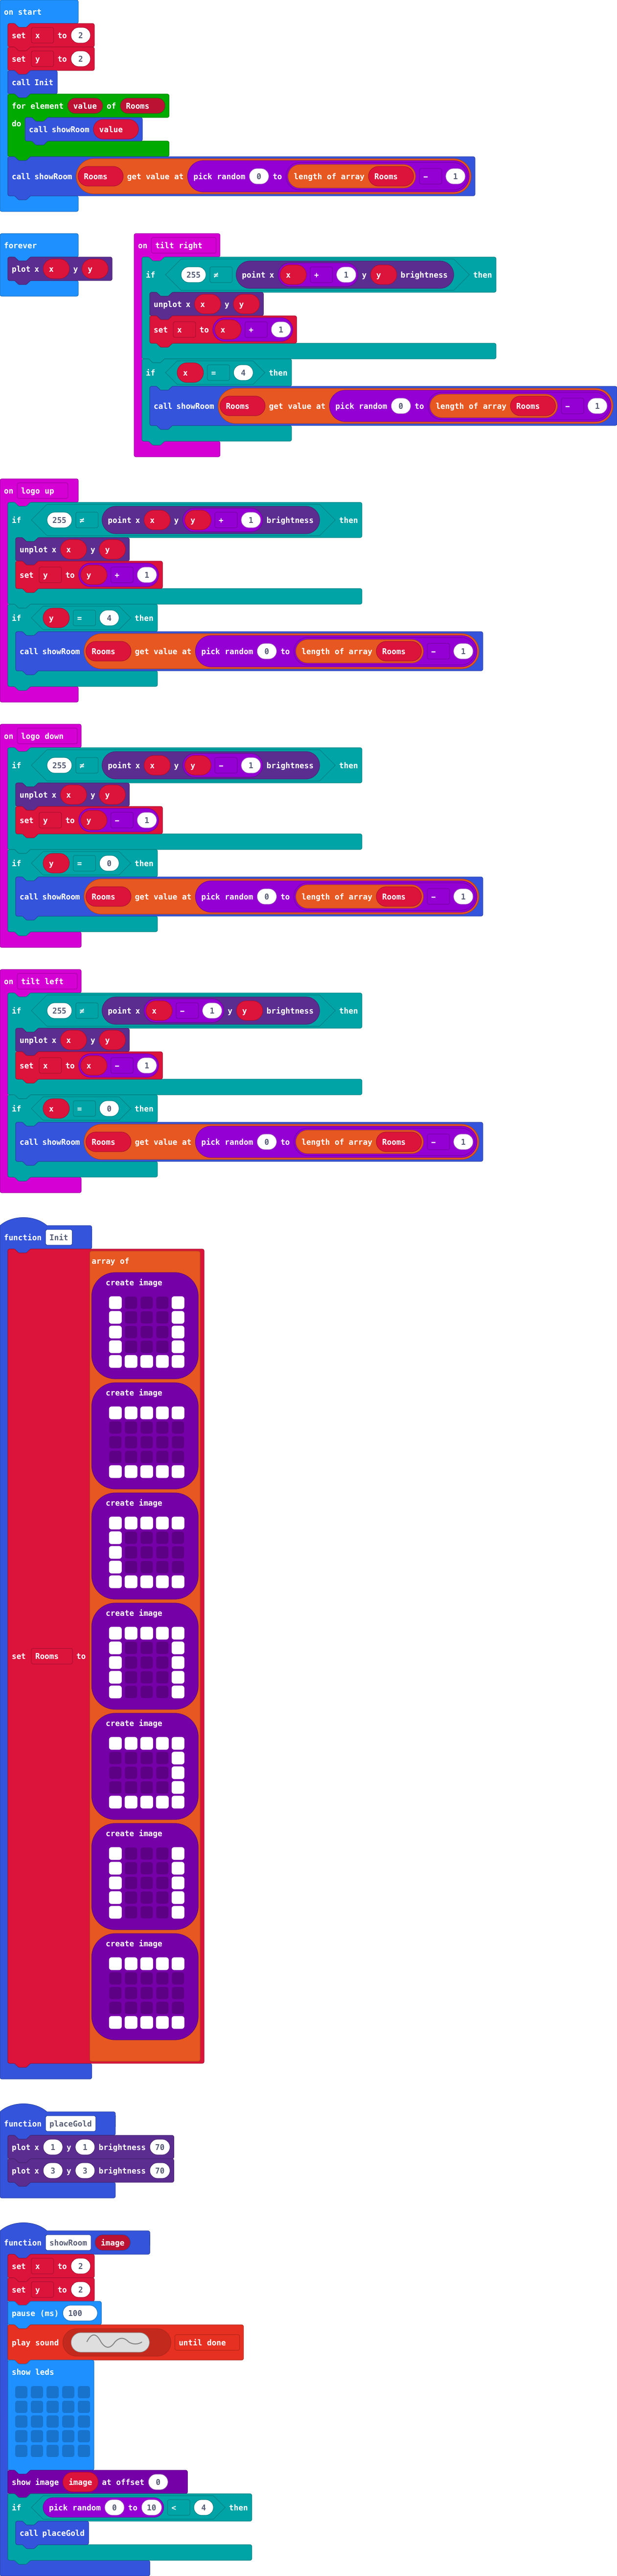 on start
set x to 2
set y to 2
call Init
for element value of Rooms
do call showRoom value
call showRoom Rooms get value at pick random 0 to length of array Rooms - 1
forever
plot x x y y
on tilt right
if 255 ≠ point x x + 1 y y brightness then
unplot x x y y
set x to x + 1
if x = 4 then
call showRoom Rooms get value at pick random 0 to length of array Rooms - 1
on logo up
if 255 ≠ point x x y y + 1 brightness then
unplot x x y y
set y to y + 1
if y = 4 then
call showRoom Rooms get value at pick random 0 to length of array Rooms - 1
on logo down
if 255 ≠ point x x y y - 1 brightness then
unplot x x y y
set y to y - 1
if y = 0 then
call showRoom Rooms get value at pick random 0 to length of array Rooms - 1
on tilt left
if 255 ≠ point x x - 1 y y brightness then
unplot x x y y
set x to x - 1
if x = 0 then
call showRoom Rooms get value at pick random 0 to length of array Rooms - 1
function Init
array of
create image
create image
create image
create image
set Rooms to
create image
create image
create image
function placeGold
plot x 1 y 1 brightness 70
plot x 3 y 3 brightness 70
function showRoom image
set x to 2
set y to 2
pause (ms) 100
play sound until done
show leds
show image image at offset 0
if pick random 0 to 10 < 4 then
call placeGold